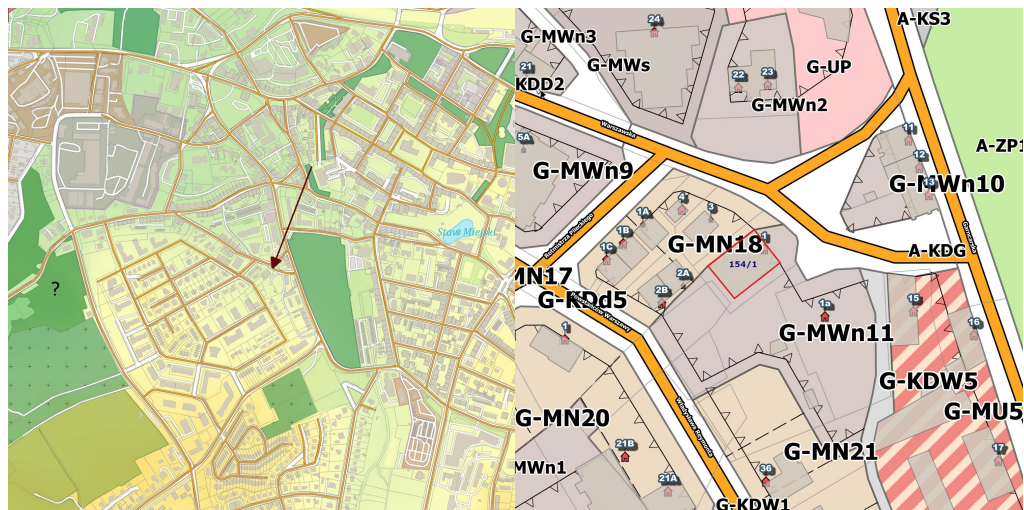 Staw Miejski
?
A-KS3
24
G-MWn3
G-MWs
G-UP
21
22
23
KDD2
G-MWn2
Warszawska
11
5A
A-ZP1
12
G-MWn9
G-MWn10
13
4
3
1A
1B
G-MN18
1
1C
A-KDG
154/1
MN17
2A
2B
G-KDd5
1a
15
1
16
G-MWn11
G-KDW5
G-MU5
G-MN20
21B
G-MN21
17
MWn1
36
21A
G-KDW1